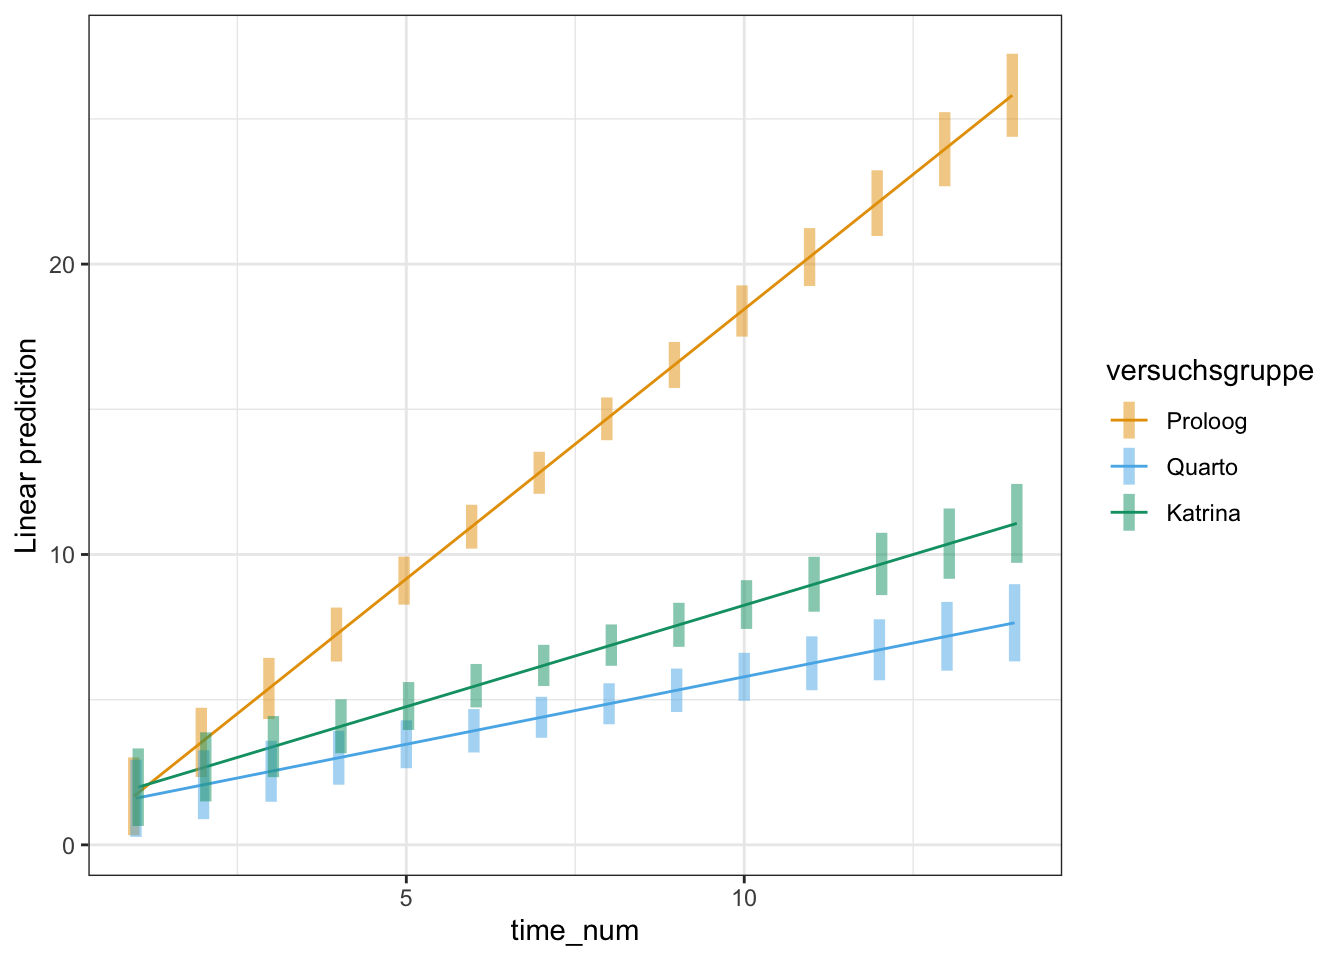 20
10
0
Linear prediction
5
10
time_num
versuchsgruppe
Proloog
Quarto
Katrina